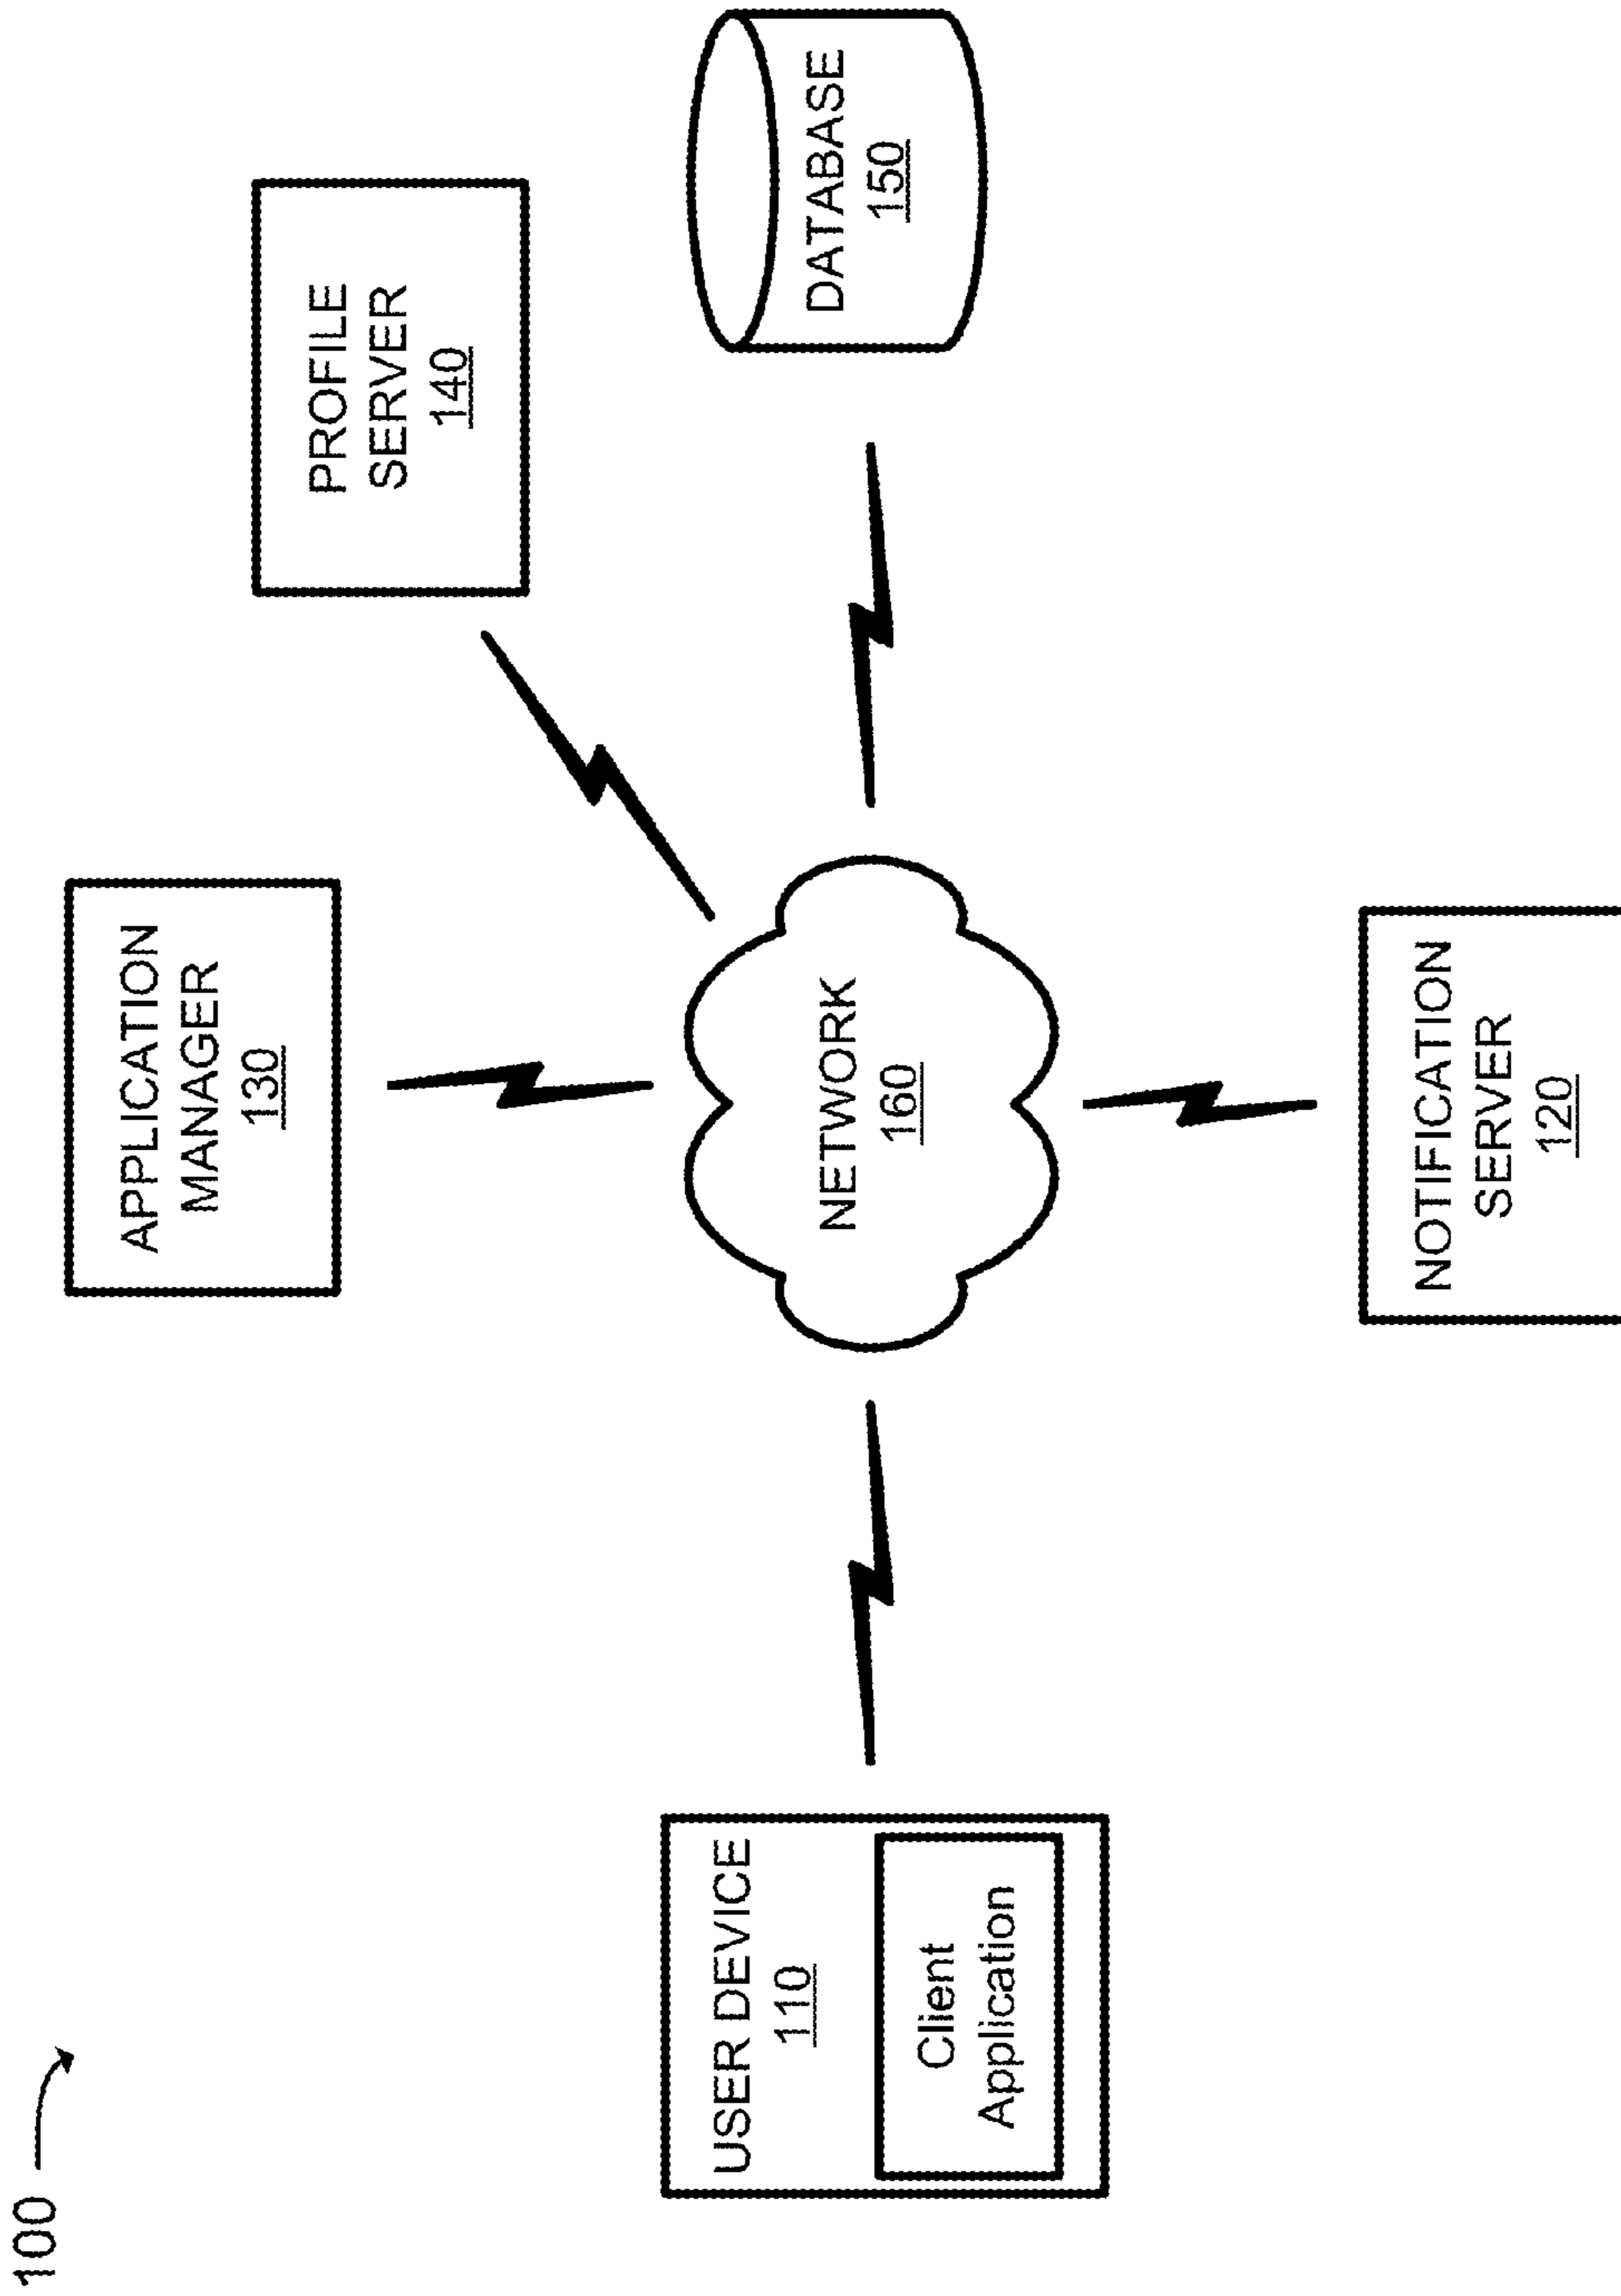 100
APPLICATION
MANAGER
130
PROFILE
SERVER
140
USER DEVICE
110
Client
Application
NETWORK
160
DATABASE
150
NOTIFICATION
SERVER
120